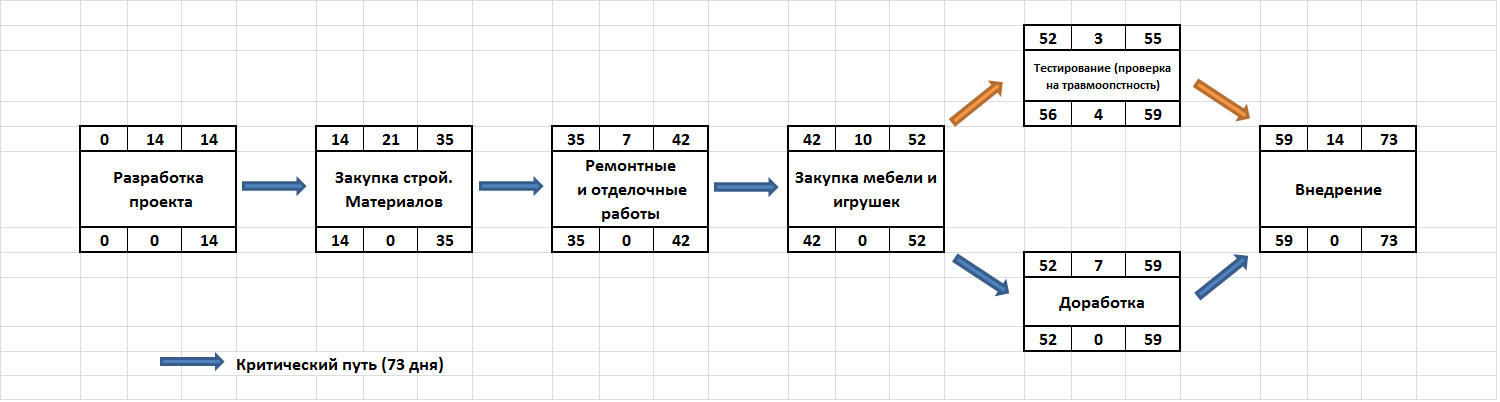 0 14 14
Разработка
проекта
0 0 14
14 21 35
Закупка строй.
Материалов
14 0 35
35 7 42
Ремонтные
и отделочные
работы
35 0 42
42 10 52
Закупка мебели и
игрушек
42 0 52
52 3 55
Тестирование (проверка
на травмоопстность)
56 4 59
52 7 59
Доработка
52 0 59
59 14 73
Внедрение
59 0 73
Критический путь (73 дня)